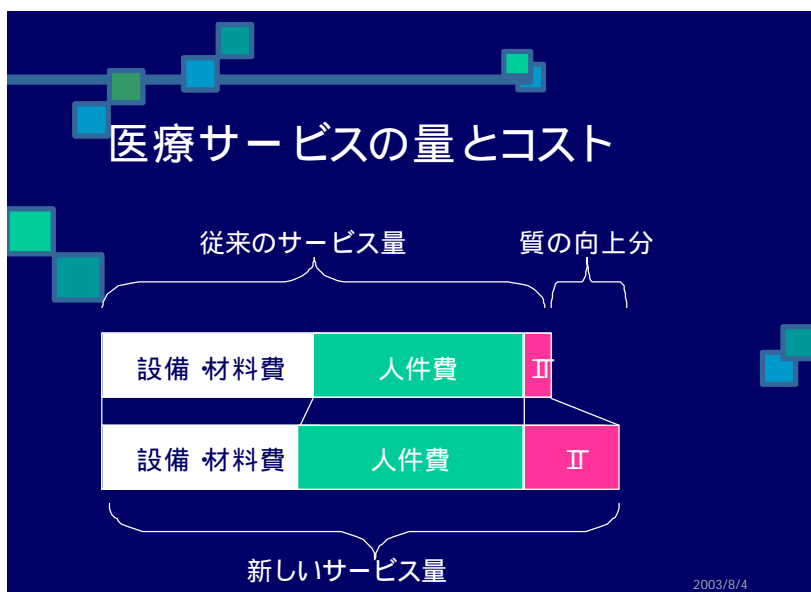 医療サービスの量とコスト
従来のサービス量 質の向上分
設備・材料費 人件費 IT
設備・材料費 人件費 IT
新しいサービス量
2003/8/4